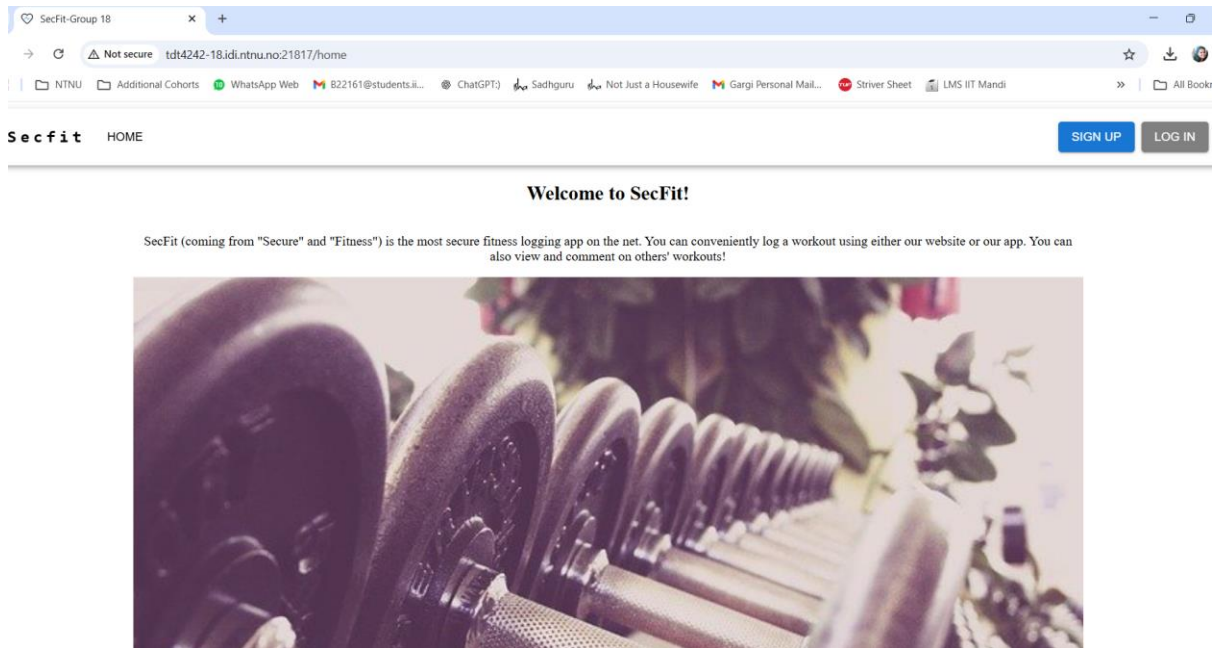 SecFit-Group 18
Not secure tdt4242-18.idi.ntnu.no:21817/home
NTNU Additional Cohorts WhatsApp Web B22161@students.ii... ChatGPT:) Sadhguru Not Just a Housewife Gargi Personal Mail... Striver Sheet LMS IIT Mandi » All Bookr
Secfit HOME SIGN UP LOG IN
Welcome to SecFit!
SecFit (coming from "Secure" and "Fitness") is the most secure fitness logging app on the net. You can conveniently log a workout using either our website or our app. You can
also view and comment on others' workouts!